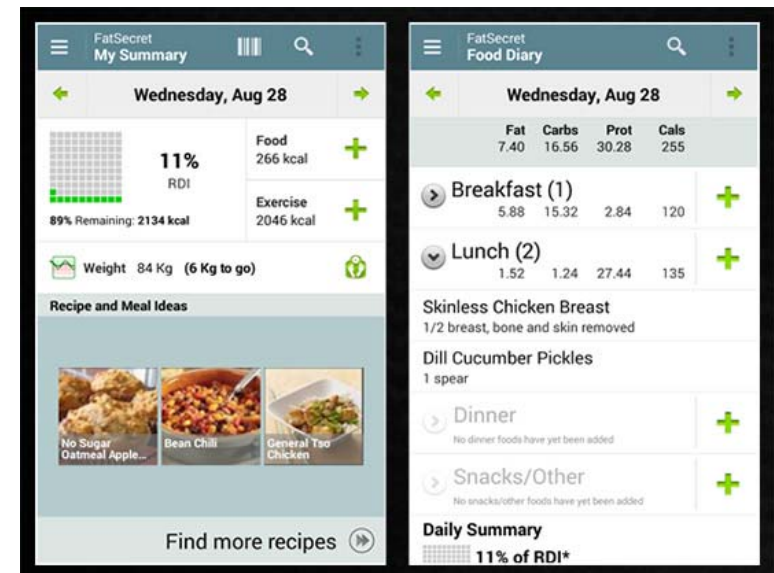 FatSecret
My Summary
Wednesday, Aug 28
11%
RDI
89% Remaining: 2134 kcal
Food
266 kcal
Exercise
2046 kcal
Weight 84 Kg (6 Kg to go)
Recipe and Meal Ideas
No Sugar
Oatmeal Apple...
Bean Chili
General Tso
Chicken
Find more recipes
FatSecret
Food Diary
Wednesday, Aug 28
Fat Carbs Prot Cals
7.40 16.56 30.28 255
Breakfast (1)
5.88 15.32 2.84 120
Lunch (2)
1.52 1.24 27.44 135
Skinless Chicken Breast
1/2 breast, bone and skin removed
Dill Cucumber Pickles
1 spear
Dinner
No dinner foods have yet been added
Snacks/Other
No snacks/other foods have yet been added
Daily Summary
11% of RDI*